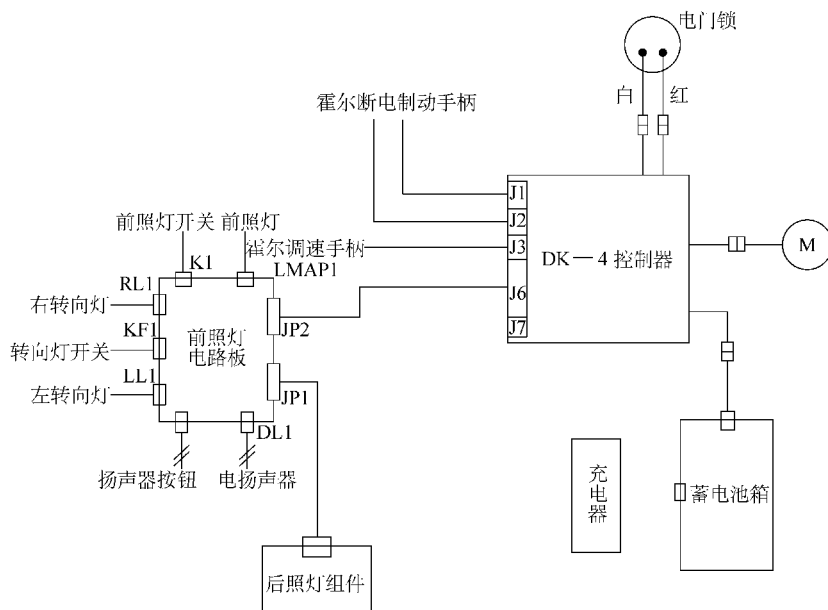 电门锁
白
红
霍尔断电制动手柄
J1
J2
J3
J6
J7
DK—4 控制器
M
前照灯开关
前照灯
霍尔调速手柄
K1
LMAP1
RL1
右转向灯
KF1
转向灯开关
LL1
左转向灯
前照灯
电路板
JP2
JP1
DL1
扬声器按钮
电扬声器
后照灯组件
充电器
蓄电池箱